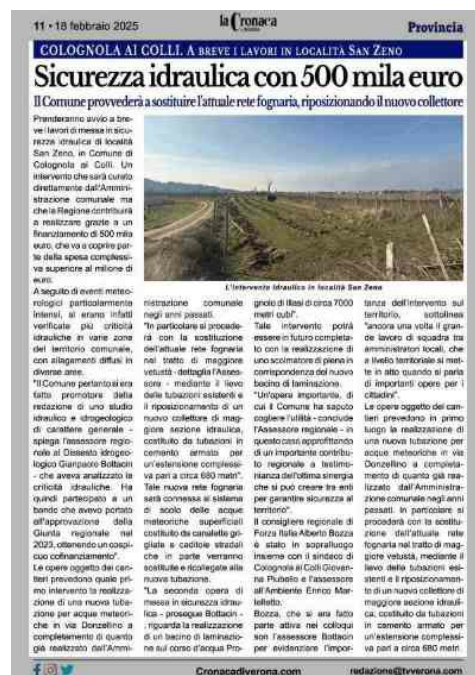 11 • 18 febbraio 2025
la Cronaca
Provincia
COLOGNOLA AI COLLI. A BREVE I LAVORI IN LOCALITÀ SAN ZENO
Sicurezza idraulica con 500 mila euro
Il Comune provvederà a sostituire l'attuale rete fognaria, riposizionando il nuovo collettore
Prenderanno avvio a bre-
ve i lavori di messa in sicu-
rezza idraulica di località
San Zeno, in Comune di
Colognola ai Colli. Un
intervento che sarà curato
direttamente dall'Ammini-
strazione comunale ma
che la Regione contribuirà
a realizzare grazie a un
finanziamento di 500 mila
euro, che va a coprire par-
te della spesa complessi-
va superiore al milione di
euro.
A seguito di eventi meteo-
rologici particolarmente
intensi, si erano infatti
verificate più criticità
idrauliche in varie zone
del territorio comunale,
con allagamenti diffusi in
diverse aree.
"Il Comune pertanto si era
fatto promotore della
redazione di uno studio
idraulico e idrogeologico
di carattere generale -
spiega l'assessore regio-
nale al Dissesto idrogeo-
logico Gianpaolo Bottacin
- che aveva analizzato le
criticità idrauliche. Ha
quindi partecipato a un
bando che aveva portato
all'approvazione della
Giunta regionale nel
2023, ottenendo un cospi-
cuo cofinanziamento".
Le opere oggetto dei can-
tieri prevedono quale pri-
mo intervento la realizza-
zione di una nuova tuba-
zione per acque meteori-
che in via Donzellino a
completamento di quanto
già realizzato dall'Ammi-
L'intervento idraulico in località San Zeno
nistrazione comunale
negli anni passati.
"In particolare si procede-
rà con la sostituzione
dell'attuale rete fognaria
nel tratto di maggiore
vetustà - dettaglia l'Asses-
sore - mediante il lievo
delle tubazioni esistenti e
il riposizionamento di un
nuovo collettore di mag-
giore sezione idraulica,
costituito da tubazioni in
cemento armato per
un'estensione complessi-
va pari a circa 680 metri".
Tale nuova rete fognaria
sarà connessa al sistema
di scolo delle acque
meteoriche superficiali
costituito da canalette gri-
gliate e caditoie stradali
che in parte verranno
sostituite e ricollegate alla
nuova tubazione.
"La seconda opera di
messa in sicurezza idrau-
lica - prosegue Bottacin -
, riguarda la realizzazione
di un bacino di laminazio-
ne sul corso d'acqua Pro-
gnolo di Illasi di circa 7000
metri cubi".
Tale intervento potrà
essere in futuro completa-
to con la realizzazione di
uno scolmatore di piena in
corrispondenza del nuovo
bacino di laminazione.
"Un'opera importante, di
cui il Comune ha saputo
cogliere l'utilità - conclude
l'Assessore regionale - in
questo caso approfittando
di un importante contribu-
to regionale a testimo-
nianza dell'ottima sinergia
che si può creare tra enti
per garantire sicurezza al
territorio".
Il consigliere regionale di
Forza Italia Alberto Bozza
è stato in sopralluogo
insieme con il sindaco di
Colognola ai Colli Giovan-
na Piubello e l'assessore
all'Ambiente Enrico Mar-
telletto.
Bozza, che si era fatto
parte attiva nei colloqui
con l'assessore Bottacin
per evidenziare l'impor-
tanza dell'intervento sul
territorio, sottolinea
"ancora una volta il gran-
de lavoro di squadra tra
amministratori locali, che
a livello territoriale si met-
te in atto quando si parla
di importanti opere per i
cittadini".
Le opere oggetto dei can-
tieri prevedono in primo
luogo la realizzazione di
una nuova tubazione per
acque meteoriche in via
Donzellino a completa-
mento di quanto già rea-
lizzato dall'Amministra-
zione comunale negli anni
passati. In particolare si
procederà con la sostitu-
zione dell'attuale rete
fognaria nel tratto di mag-
giore vetustà, mediante il
lievo delle tubazioni esi-
stenti e il riposizionamen-
to di un nuovo collettore di
maggiore sezione idrauli-
ca, costituito da tubazioni
in cemento armato per
un'estensione complessi-
va pari a circa 680 metri.
Cronacadiverona.com
redazione@tvverona.com